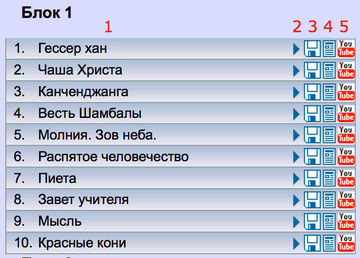 Блок 1
1 2 3 4 5
1. Гессер хан You Tube
2. Чаша Христа You Tube
3. Канченджанга You Tube
4. Весть Шамбалы You Tube
5. Молния. Зов неба. You Tube
6. Распятое человечество You Tube
7. Пиета You Tube
8. Завет учителя You Tube
9. Мысль You Tube
10. Красные кони You Tube